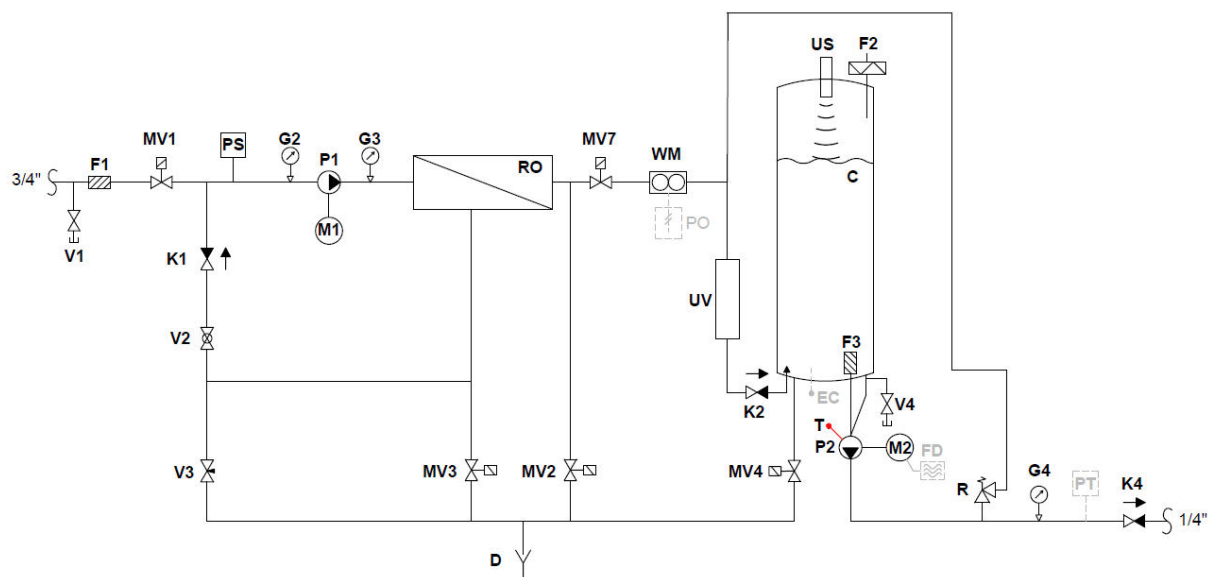 US
F2
MV1
PS
G2
G3
MV7
F1
P1
RO
WM
3/4"
C
M1
PO
V1
K1
UV
V2
F3
EC
K2
V4
T
P2
M2
FD
V3
MV3
MV2
MV4
G4
PT
K4
R
1/4"
D